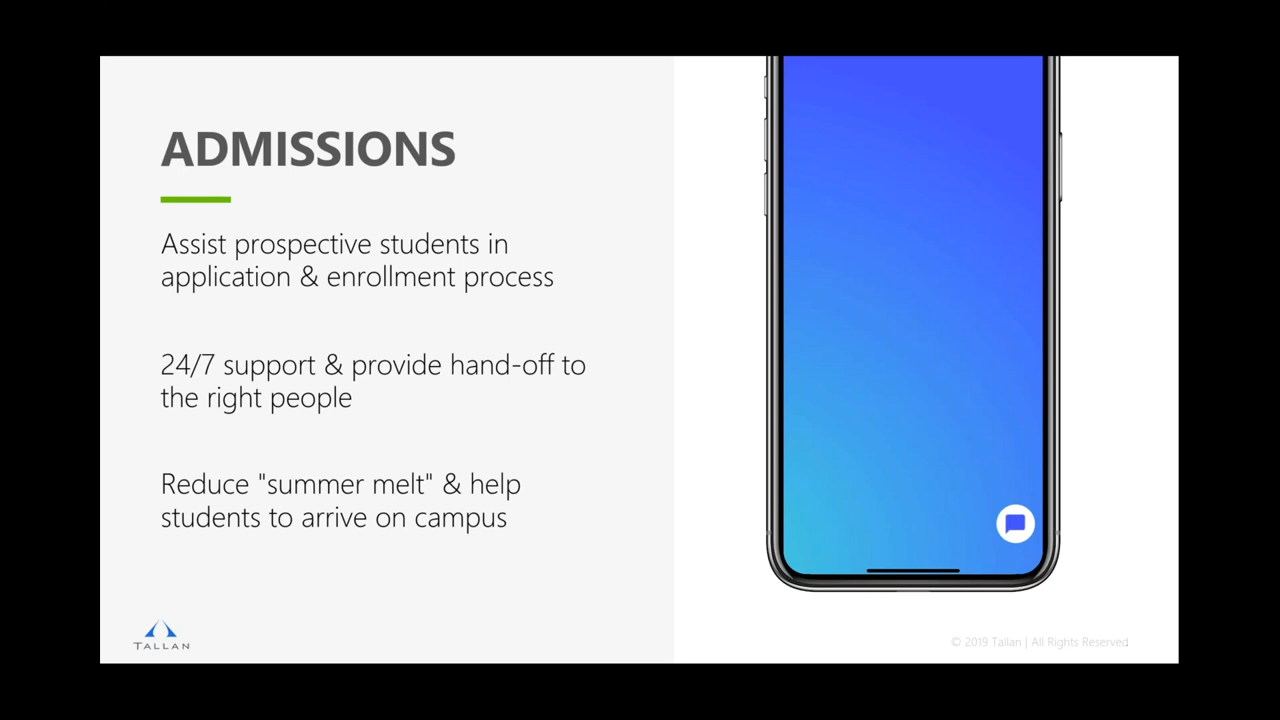 ADMISSIONS
Assist prospective students in
application & enrollment process
24/7 support & provide hand-off to
the right people
Reduce "summer melt" & help
students to arrive on campus
TALLAN
© 2019 Tallan | All Rights Reserved